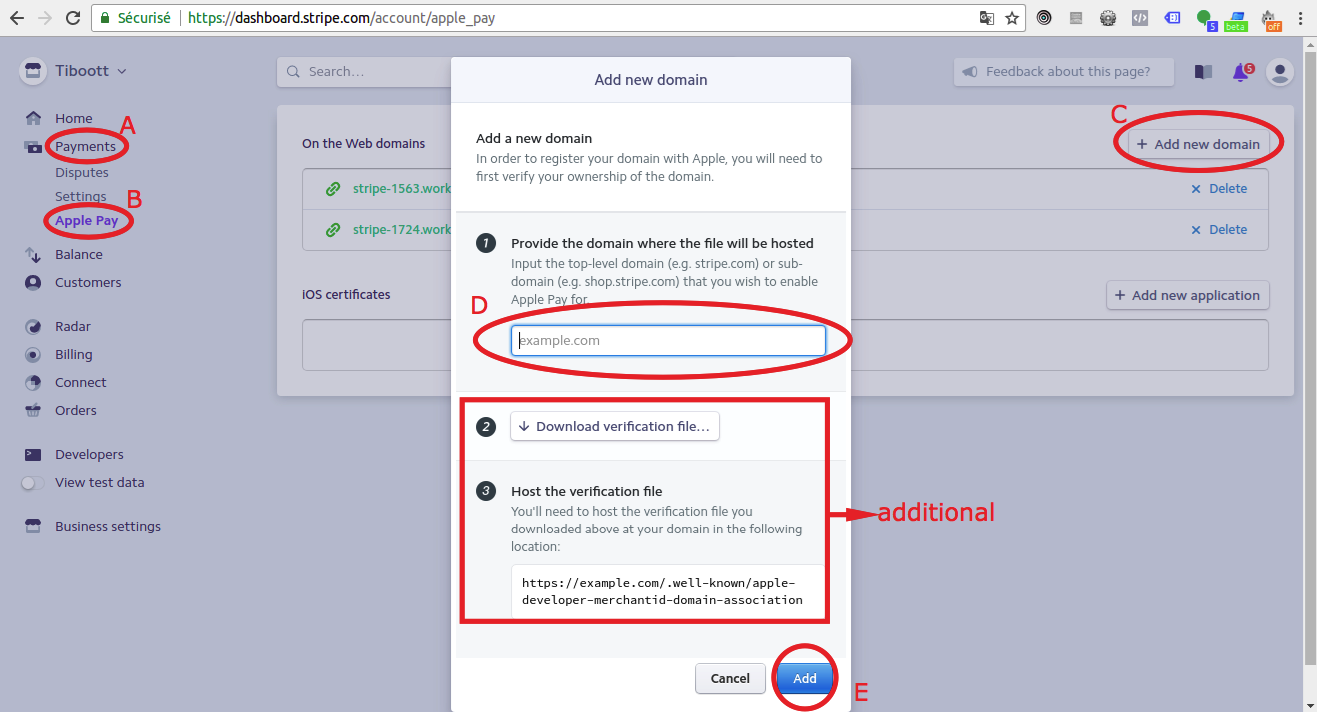 Sécurisé https://dashboard.stripe.com/account/apple_pay
5 beta off
Tiboott
Search...
Feedback about this page?
5
Home
A
Payments
Disputes
Settings
B
Apple Pay
Balance
Customers
Radar
Billing
Connect
Orders
Developers
View test data
Business settings
On the Web domains
C
+ Add new domain
stripe-1563.work
× Delete
stripe-1724.work
× Delete
iOS certificates
+ Add new application
Add new domain
Add a new domain
In order to register your domain with Apple, you will need to
first verify your ownership of the domain.
1 Provide the domain where the file will be hosted
Input the top-level domain (e.g. stripe.com) or sub-
domain (e.g. shop.stripe.com) that you wish to enable
Apple Pay for.
D
example.com
2 Download verification file...
3 Host the verification file
You'll need to host the verification file you
downloaded above at your domain in the following
location:
https://example.com/.well-known/apple-
developer-merchantid-domain-association
additional
Cancel
Add
E